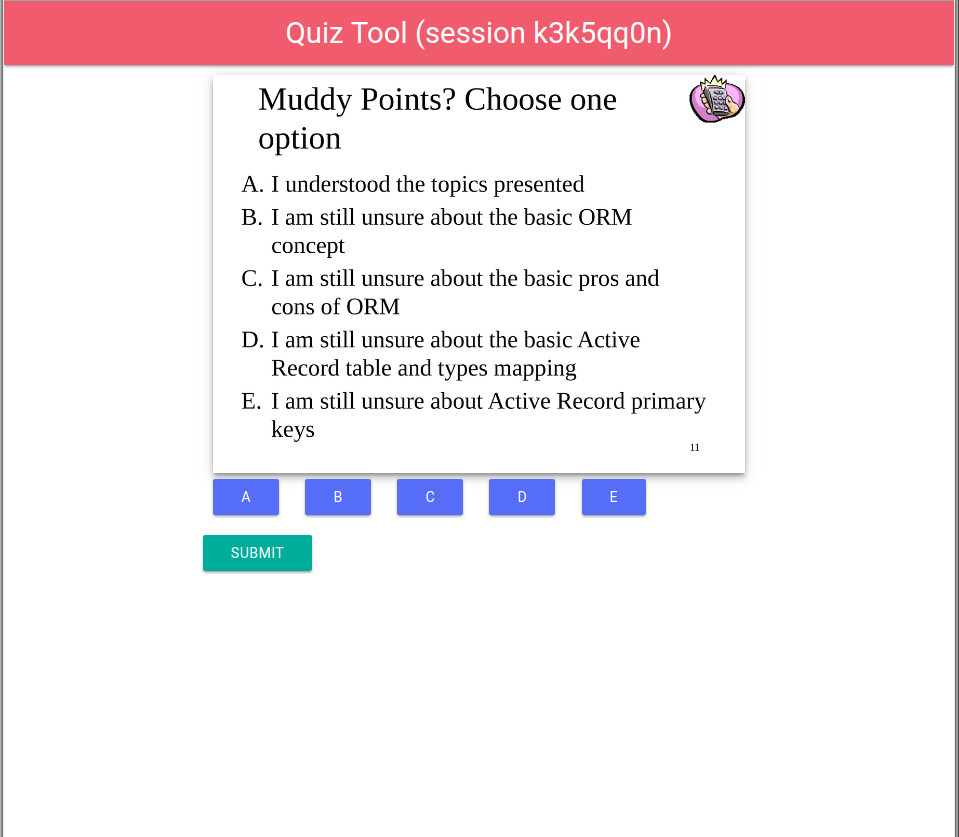 Quiz Tool (session k3k5qq0n)
Muddy Points? Choose one
option
A. I understood the topics presented
B. I am still unsure about the basic ORM
concept
C. I am still unsure about the basic pros and
cons of ORM
D. I am still unsure about the basic Active
Record table and types mapping
E. I am still unsure about Active Record primary
keys
11
A B C D E
SUBMIT